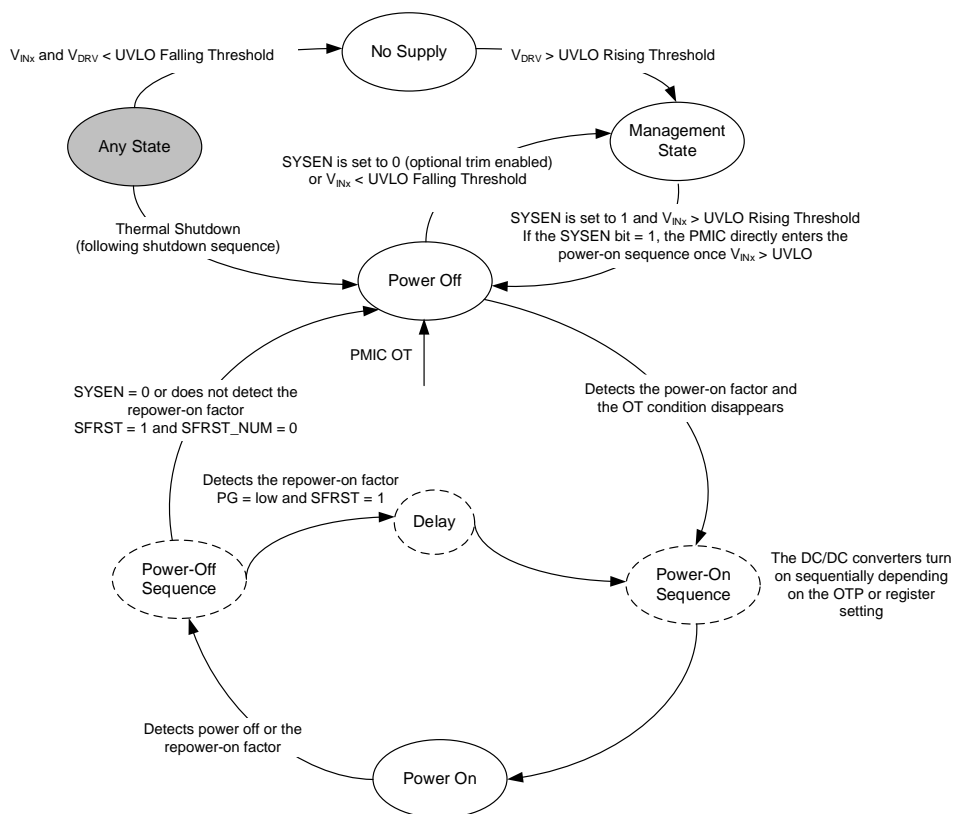 No Supply
V_INx and V_DRV < UVLO Falling Threshold
V_DRV > UVLO Rising Threshold
Any State
Management
State
SYSEN is set to 0 (optional trim enabled)
or V_INx < UVLO Falling Threshold
Thermal Shutdown
(following shutdown sequence)
SYSEN is set to 1 and V_INx > UVLO Rising Threshold
If the SYSEN bit = 1, the PMIC directly enters the
power-on sequence once V_INx > UVLO
Power Off
PMIC OT
SYSEN = 0 or does not detect the
repower-on factor
SFRST = 1 and SFRST_NUM = 0
Detects the power-on factor and
the OT condition disappears
Detects the repower-on factor
PG = low and SFRST = 1
Delay
Power-Off
Sequence
Power-On
Sequence
The DC/DC converters turn
on sequentially depending
on the OTP or register
setting
Detects power off or the
repower-on factor
Power On